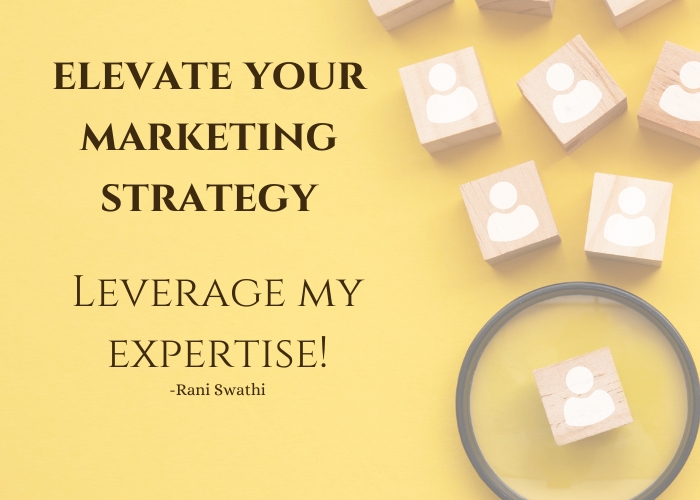 ELEVATE YOUR
MARKETING
STRATEGY
LEVERAGE MY
EXPERTISE!
-Rani Swathi